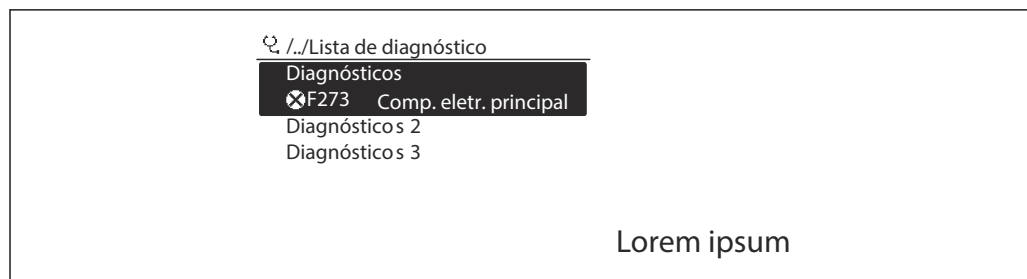 /../Lista de diagnóstico
Diagnósticos
F273 Comp. eletr. principal
Diagnósticos 2
Diagnósticos 3
Lorem ipsum